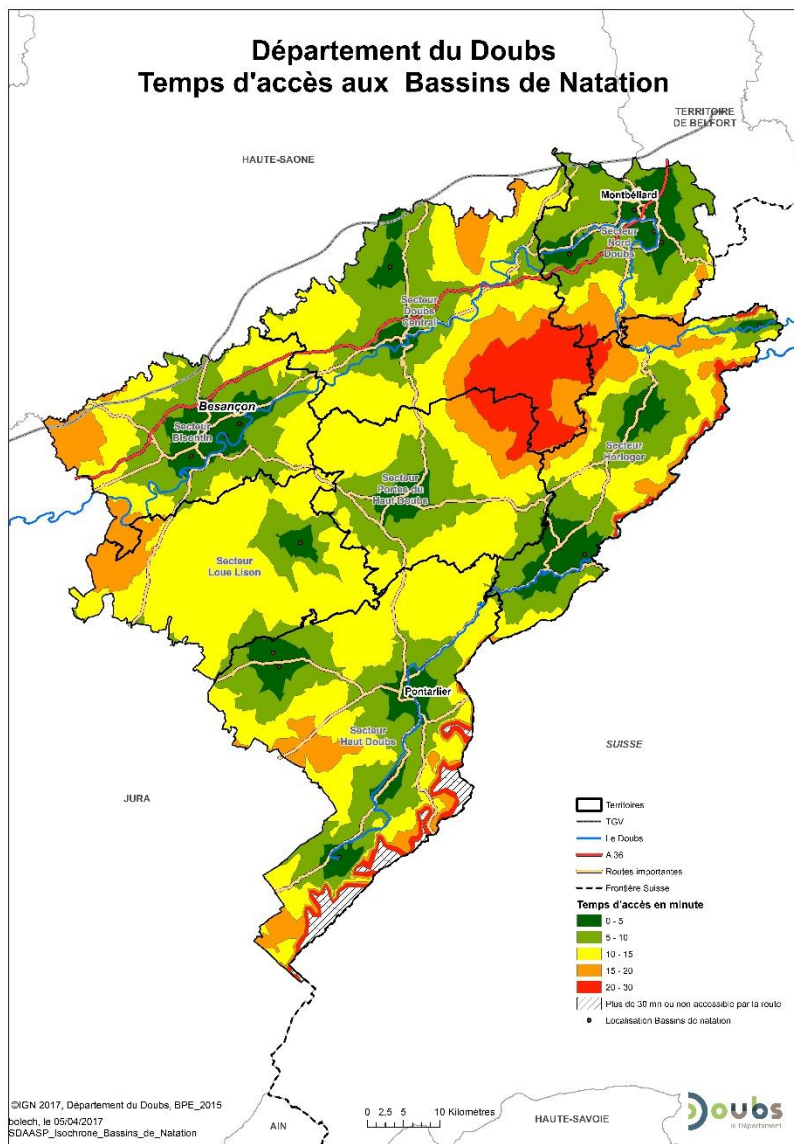 Département du Doubs
Temps d'accès aux Bassins de Natation
TERRITOIRE
DE BELFORT
HAUTE-SAONE
Montbéliard
Secteur
Nord
Doubs
Secteur
Doubs
Central
Besançon
Secteur
Bisontin
Secteur
Horloger
Secteur
Portes du
Haut Doubs
Secteur
Loue Lison
Pontarlier
Secteur
Haut Doubs
SUISSE
JURA
Territoires
TGV
Le Doubs
A 36
Routes importantes
Frontière Suisse
Temps d'accès en minute
0 - 5
5 - 10
10 - 15
15 - 20
20 - 30
Plus de 30 mn ou non accessible par la route
Localisation Bassins de natation
©IGN 2017, Département du Doubs, BPE_2015
bolech, le 05/04/2017
SDAASP_Isochrone_Bassins_de_Natation
AIN
0 2,5 5 10 Kilomètres
HAUTE-SAVOIE
Doubs
le Département